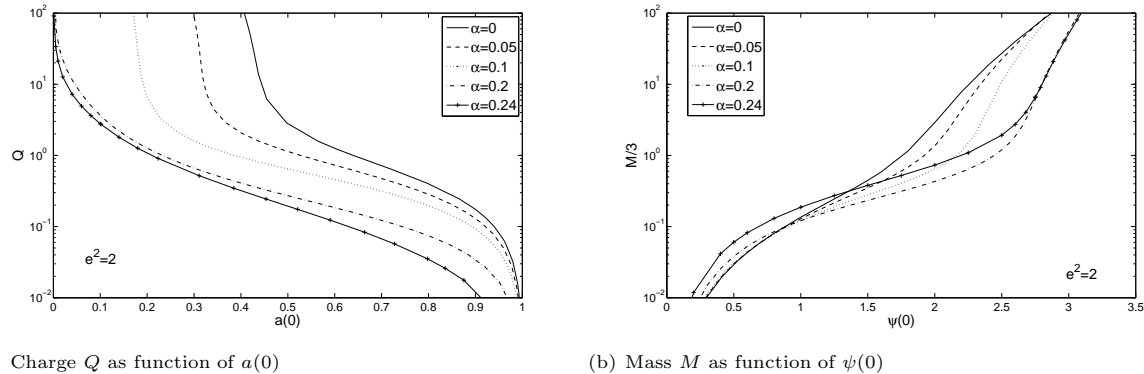 10^2
10^1
10^0
10^-1
10^-2
Q
0
0.1
0.2
0.3
0.4
0.5
0.6
0.7
0.8
0.9
1
a(0)
e^2=2
α=0
α=0.05
α=0.1
α=0.2
α=0.24
Charge Q as function of a(0)
10^2
10^1
10^0
10^-1
10^-2
M/3
0
0.5
1
1.5
2
2.5
3
3.5
ψ(0)
e^2=2
α=0
α=0.05
α=0.1
α=0.2
α=0.24
(b) Mass M as function of ψ(0)